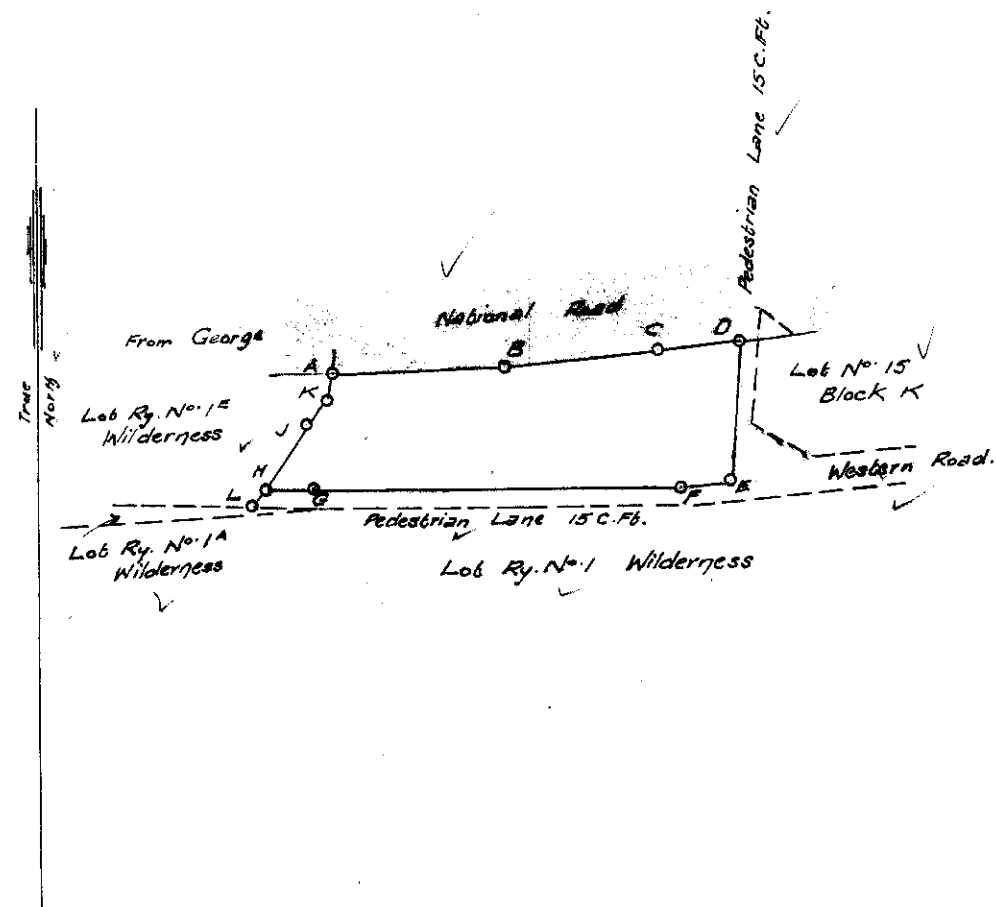 Pedestrian Lane 15 C.Ft.
National Road
From George
A
B
C
D
K
J
Lot No. 15
Block K
True
North
Lot Ry. No. 1E
Wilderness
H
G
F
E
L
Western Road.
Pedestrian Lane 15 C.Ft.
Lot Ry. No. 1A
Wilderness
Lot Ry. No. 1 Wilderness